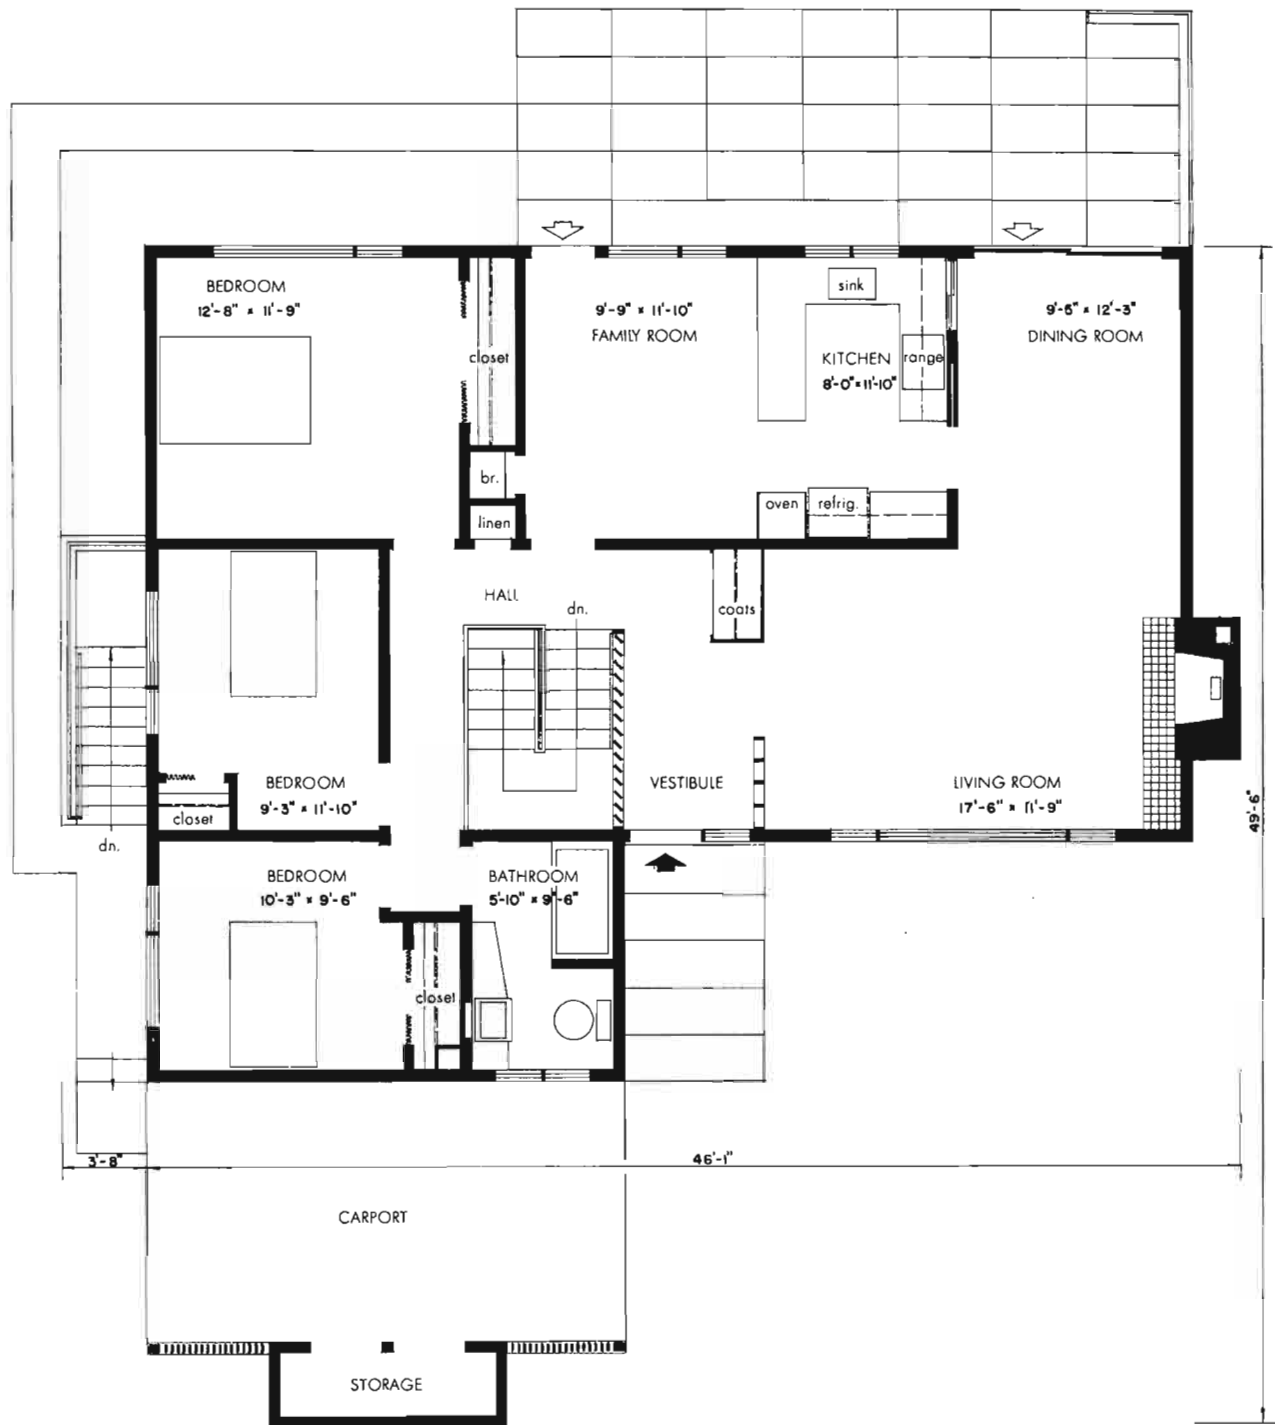 BEDROOM
12'-8" x 11'-9"
closet
9'-9" x 11'-10"
FAMILY ROOM
sink
KITCHEN
8'-0" x 11'-10"
range
9'-6" x 12'-3"
DINING ROOM
br.
linen
oven
refrig.
HALL
dn.
coats
BEDROOM
9'-3" x 11'-10"
closet
dn.
VESTIBULE
LIVING ROOM
17'-6" x 11'-9"
49'-6"
BEDROOM
10'-3" x 9'-6"
closet
BATHROOM
5'-10" x 9'-6"
3'-8"
46'-1"
CARPORT
STORAGE